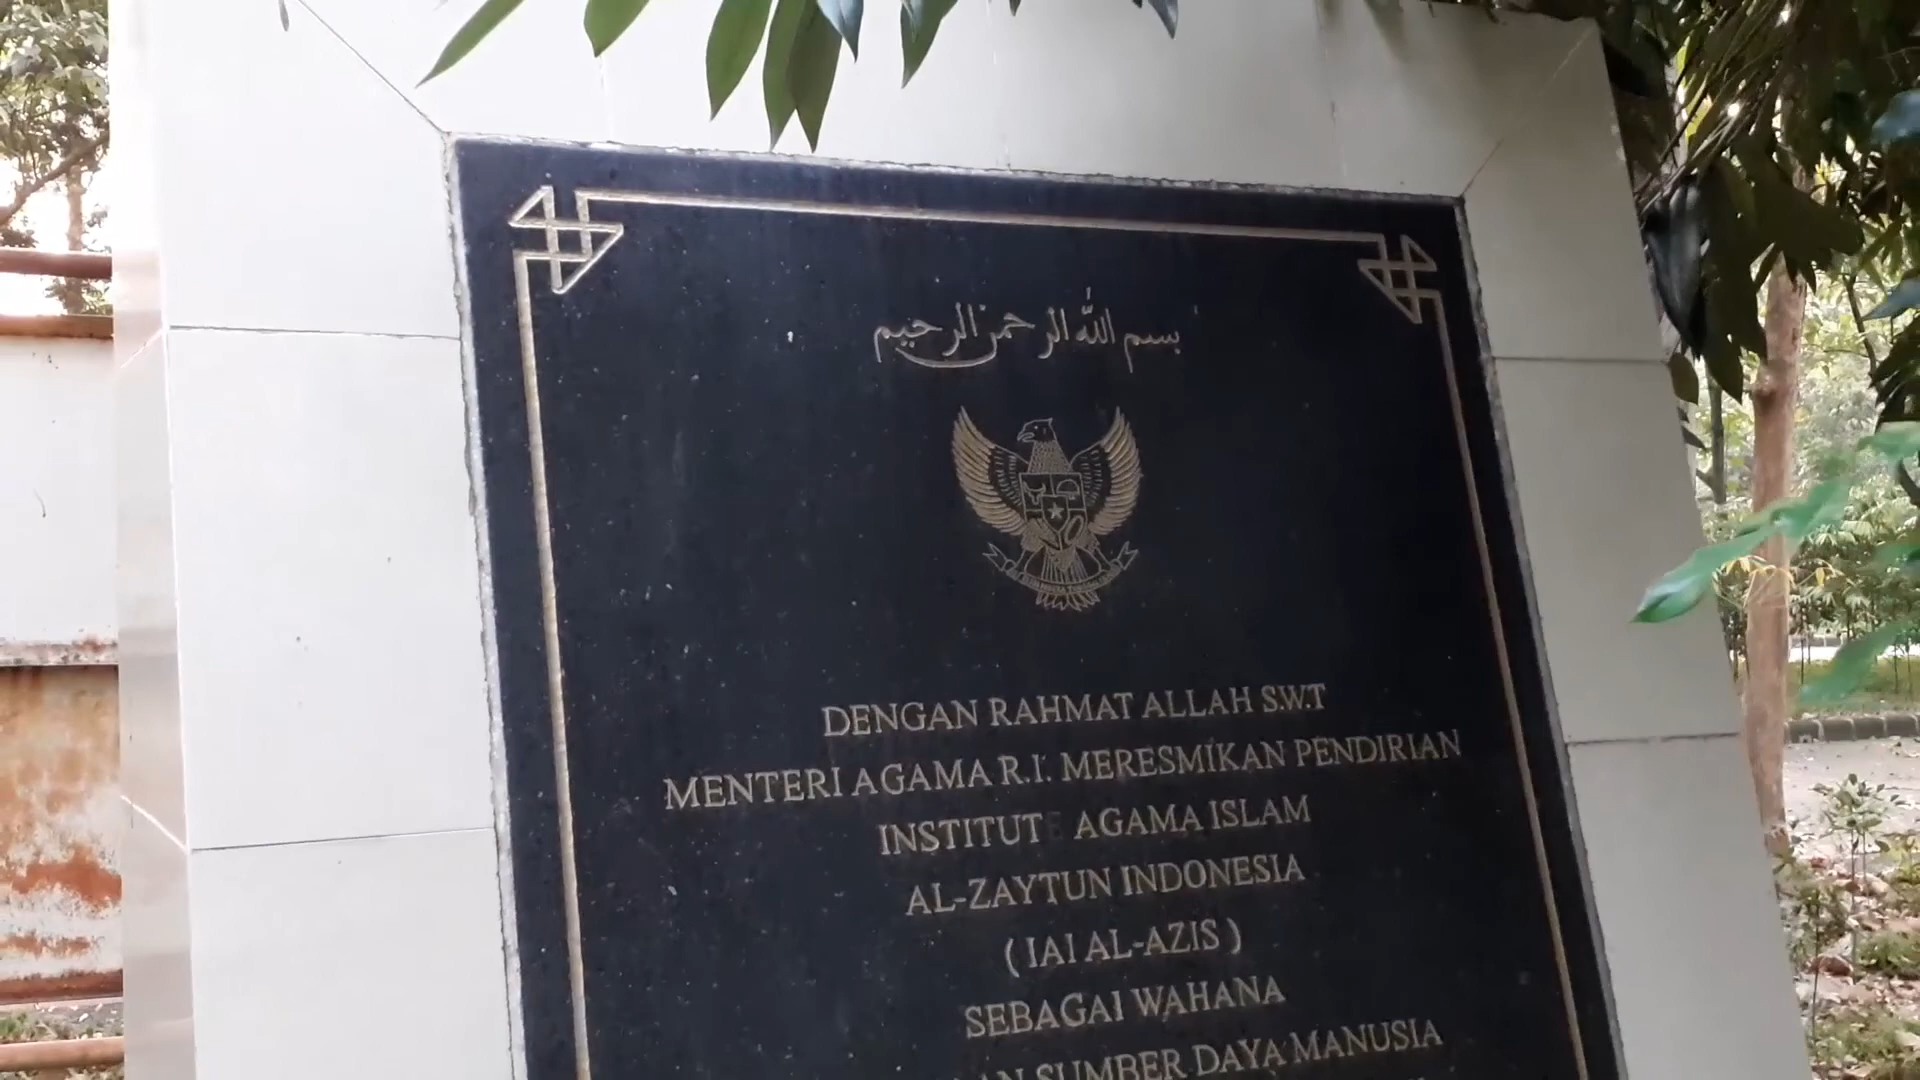 بسم الله الرحمن الرحيم
DENGAN RAHMAT ALLAH S.W.T
MENTERI AGAMA R.I. MERESMIKAN PENDIRIAN
INSTITUT AGAMA ISLAM
AL-ZAYTUN INDONESIA
( IAI AL-AZIS )
SEBAGAI WAHANA
SUMBER DAYA MANUSIA